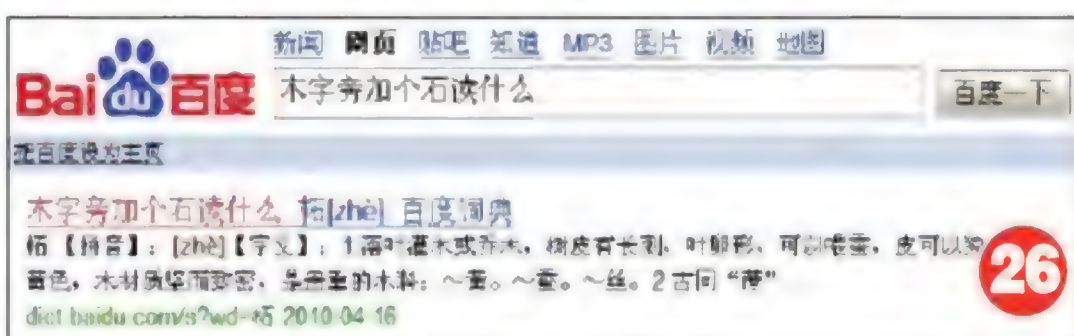 新闻 网页 贴吧 知道 MP3 图片 视频 地图
Bai du 百度 木字旁加个石读什么 百度一下
把百度设为主页
木字旁加个石读什么 柘[zhè] 百度词典
柘 【拼音】：[zhè]【字义】：1落叶灌木或乔木，树皮有长刺，叶卵形，可以喂蚕，皮可以染
黄色，木材质坚而致密，是贵重的木料：～黄。～蚕。～丝。2古同“蔗”
26
dict.baidu.com/s?wd=柘 2010-04-16